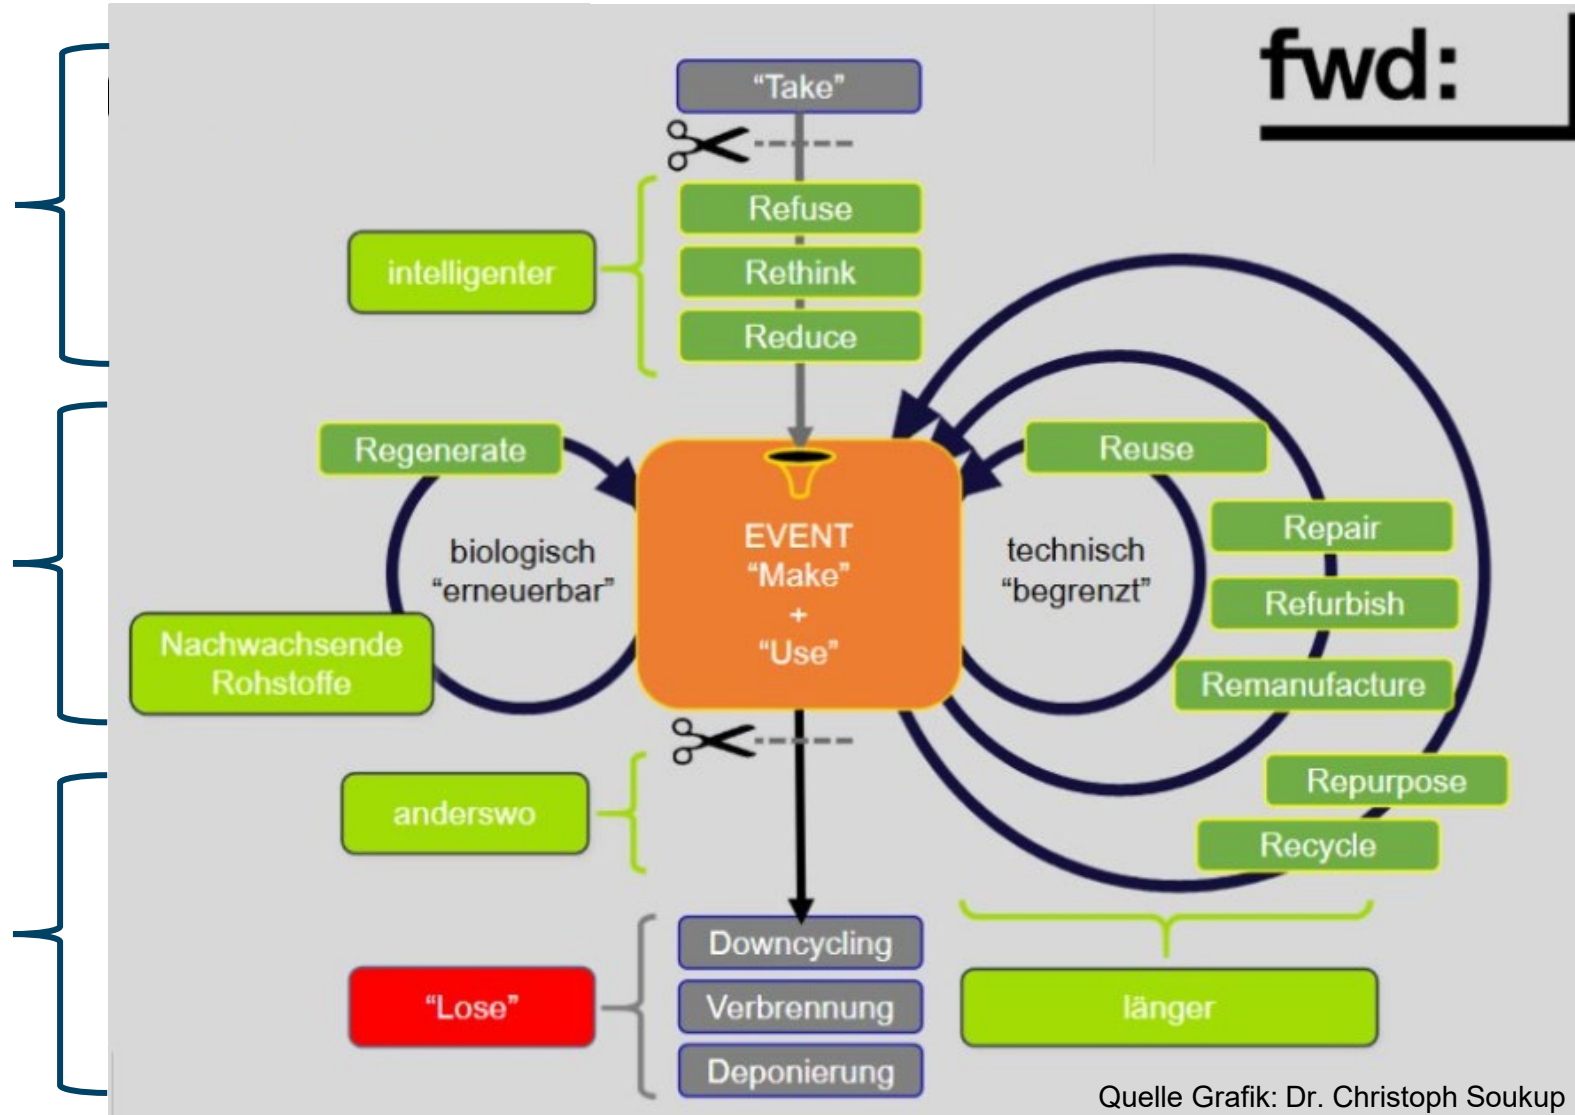 fwd:
“Take”
Refuse
intelligenter
Rethink
Reduce
Regenerate
Reuse
biologisch
“erneuerbar”
EVENT
“Make”
+
“Use”
technisch
“begrenzt”
Repair
Refurbish
Nachwachsende
Rohstoffe
Remanufacture
Repurpose
anderswo
Recycle
Downcycling
“Lose”
Verbrennung
länger
Deponierung
Quelle Grafik: Dr. Christoph Soukup